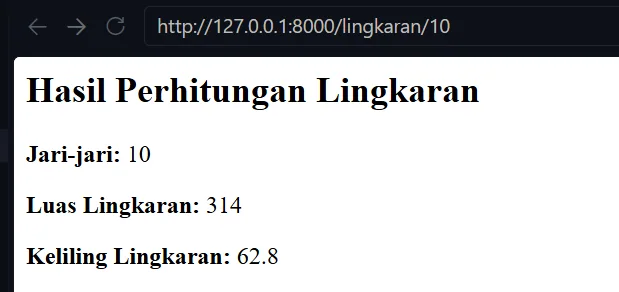 http://127.0.0.1:8000/lingkaran/10
Hasil Perhitungan Lingkaran
Jari-jari: 10
Luas Lingkaran: 314
Keliling Lingkaran: 62.8